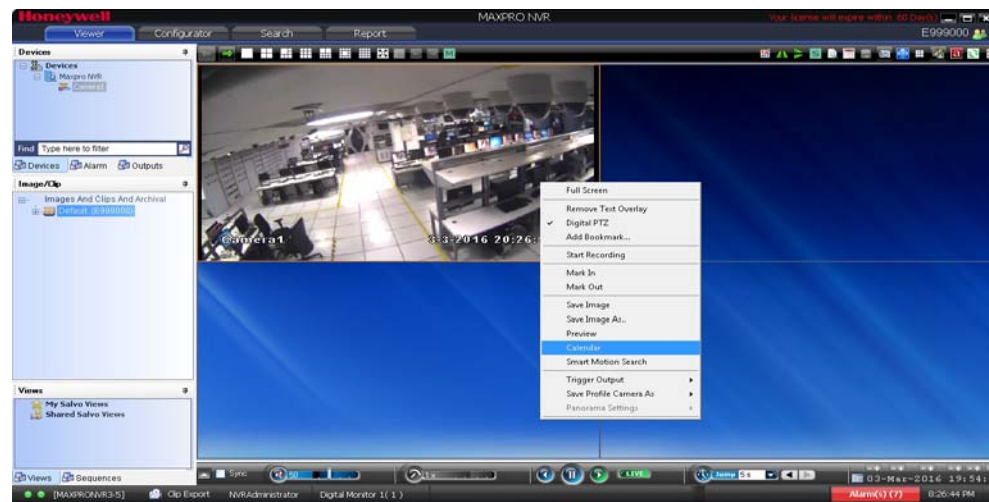 Honeywell
MAXPRO NVR
Your license will expire within 60 Day(s)
Viewer
Configurator
Search
Report
E999000
Devices
Devices
Maxpro NVR
Camera1
Find
Type here to filter
Devices
Alarm
Outputs
Image/Clip
Images And Clips And Archival
Default (E999000)
Camera1
3-3-2016 20:26:
Full Screen
Remove Text Overlay
Digital PTZ
Add Bookmark...
Start Recording
Mark In
Mark Out
Save Image
Save Image As..
Preview
Calendar
Smart Motion Search
Trigger Output
Save Profile Camera As
Panorama Settings
Views
My Salvo Views
Shared Salvo Views
Views
Sequences
Sync
50
1x
LIVE
Jump
5 s
03-Mar-2016 19:54:
[MAXPRONVR3-5]
Clip Export
NVRAdministrator
Digital Monitor 1( 1 )
Alarm(s) (7)
8:26:44 PM